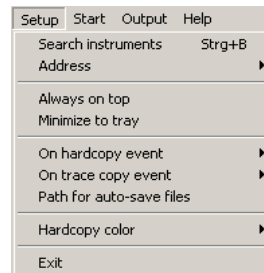 Setup Start Output Help
Search instruments Strg+B
Address
Always on top
Minimize to tray
On hardcopy event
On trace copy event
Path for auto-save files
Hardcopy color
Exit